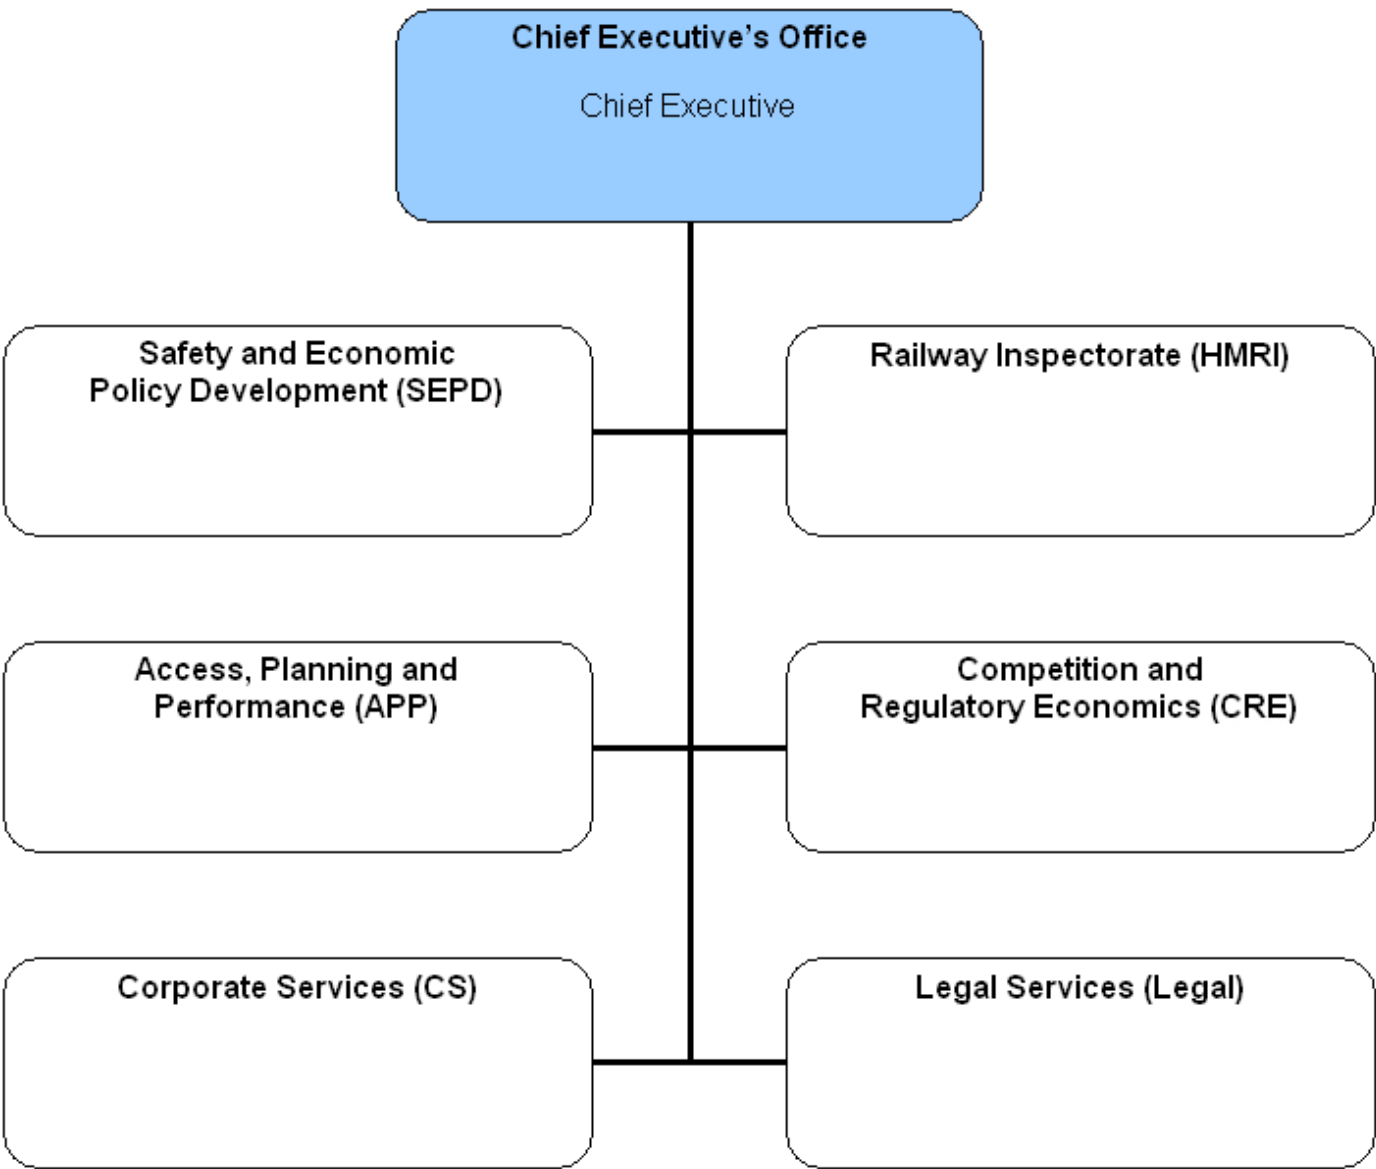 Chief Executive’s Office
Chief Executive
Safety and Economic
Policy Development (SEPD)
Railway Inspectorate (HMRI)
Access, Planning and
Performance (APP)
Competition and
Regulatory Economics (CRE)
Corporate Services (CS)
Legal Services (Legal)